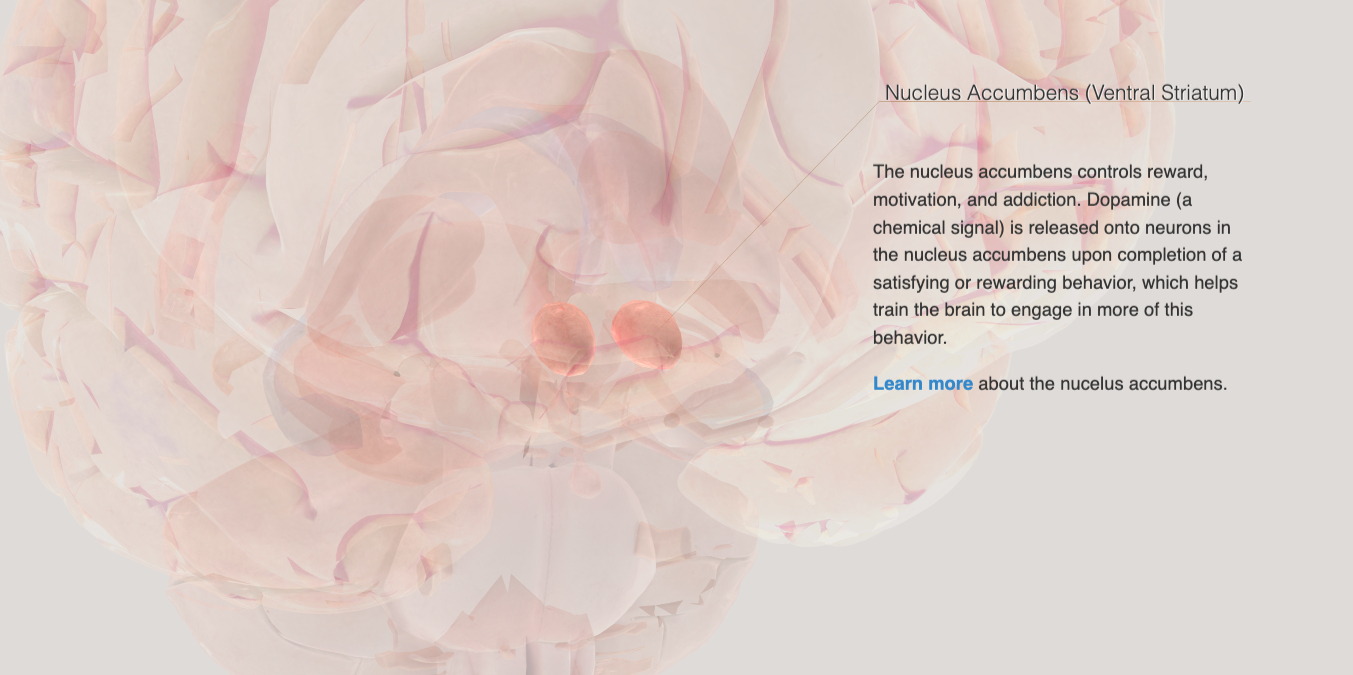 Nucleus Accumbens (Ventral Striatum)
The nucleus accumbens controls reward,
motivation, and addiction. Dopamine (a
chemical signal) is released onto neurons in
the nucleus accumbens upon completion of a
satisfying or rewarding behavior, which helps
train the brain to engage in more of this
behavior.
Learn more about the nucelus accumbens.